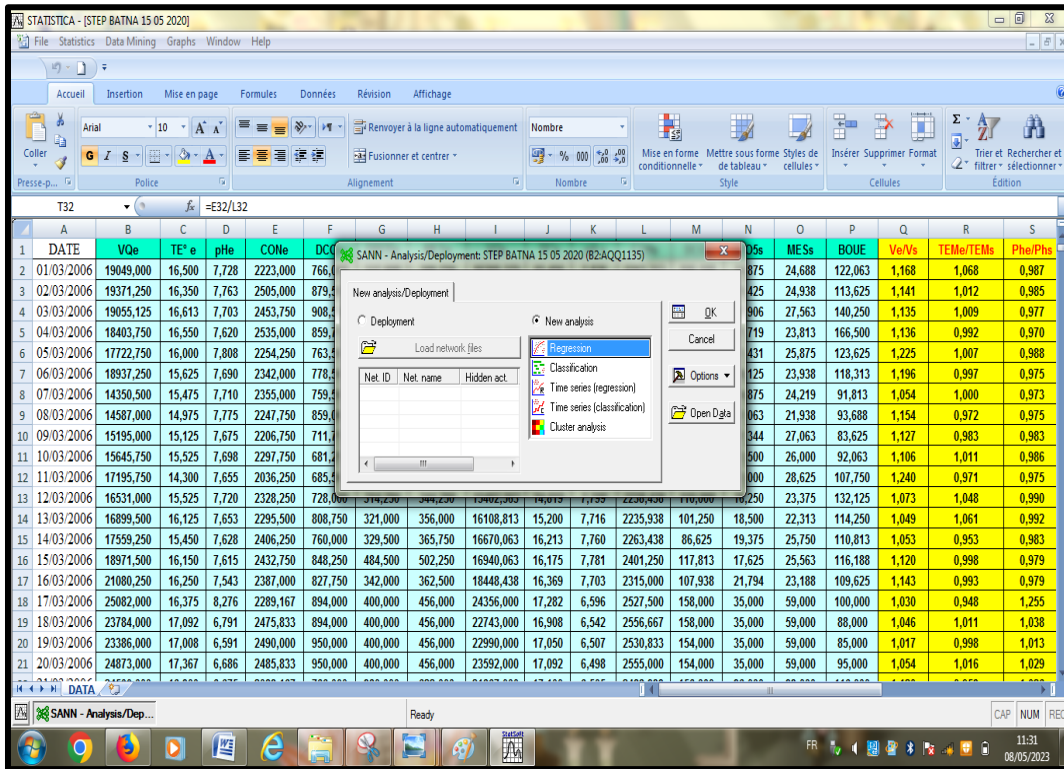 STATISTICA - [STEP BATNA 15 05 2020]
File Statistics Data Mining Graphs Window Help
Accueil Insertion Mise en page Formules Données Révision Affichage
Coller
Arial 10
G I S
Renvoyer à la ligne automatiquement
Fusionner et centrer
Nombre
% 000
Mise en forme conditionnelle
Mettre sous forme de tableau
Styles de cellules
Insérer Supprimer Format
Trier et filtrer
Rechercher et sélectionner
Presse-p... Police Alignement Nombre Style Cellules Édition
T32 fx =E32/L32
A B C D E F G H I J K L M N O P Q R S
1 DATE VQe TE° e pHe CONe DCO D5s MESs BOUE Ve/Vs TEMe/TEMs Phe/Phs
2 01/03/2006 19049,000 16,500 7,728 2223,000 766, 875 24,688 122,063 1,168 1,068 0,987
3 02/03/2006 19371,250 16,350 7,763 2505,000 879, 425 24,938 113,625 1,141 1,012 0,985
4 03/03/2006 19055,125 16,613 7,703 2453,750 908, 906 27,563 140,250 1,135 1,009 0,977
5 04/03/2006 18403,750 16,550 7,620 2535,000 859, 719 23,813 166,500 1,136 0,992 0,970
6 05/03/2006 17722,750 16,000 7,808 2254,250 763, 431 25,875 123,625 1,225 1,007 0,988
7 06/03/2006 18937,250 15,625 7,690 2342,000 778, 125 23,938 118,313 1,196 0,997 0,975
8 07/03/2006 14350,500 15,475 7,710 2355,000 759, 875 24,219 91,813 1,054 1,000 0,973
9 08/03/2006 14587,000 14,975 7,775 2247,750 859, 063 21,938 93,688 1,154 0,972 0,975
10 09/03/2006 15195,000 15,125 7,675 2206,750 711, 344 27,063 83,625 1,127 0,983 0,983
11 10/03/2006 15645,750 15,525 7,698 2297,750 681, 500 26,000 92,063 1,106 1,011 0,986
12 11/03/2006 17195,750 14,300 7,655 2036,250 685, 000 28,625 107,750 1,240 0,971 0,975
13 12/03/2006 16531,000 15,525 7,720 2328,250 728, 250 23,375 132,125 1,073 1,048 0,990
14 13/03/2006 16899,500 16,125 7,653 2295,500 808,750 321,000 356,000 16108,813 15,200 7,716 2235,938 101,250 18,500 22,313 114,250 1,049 1,061 0,992
15 14/03/2006 17559,250 15,450 7,628 2406,250 760,000 329,500 365,750 16670,063 16,213 7,760 2263,438 86,625 19,375 25,750 110,813 1,053 0,953 0,983
16 15/03/2006 18971,500 16,150 7,615 2432,750 848,250 484,500 502,250 16940,063 16,175 7,781 2401,250 117,813 17,625 25,563 116,188 1,120 0,998 0,979
17 16/03/2006 21080,250 16,250 7,543 2387,000 827,750 342,000 362,500 18448,438 16,369 7,703 2315,000 107,938 21,794 23,188 109,625 1,143 0,993 0,979
18 17/03/2006 25082,000 16,375 8,276 2289,167 894,000 400,000 456,000 24356,000 17,282 6,596 2527,500 158,000 35,000 59,000 100,000 1,030 0,948 1,255
19 18/03/2006 23784,000 17,092 6,791 2475,833 894,000 400,000 456,000 22743,000 16,908 6,542 2556,667 158,000 35,000 59,000 88,000 1,046 1,011 1,038
20 19/03/2006 23386,000 17,008 6,591 2490,000 950,000 400,000 456,000 22990,000 17,050 6,507 2530,833 154,000 35,000 59,000 85,000 1,017 0,998 1,013
21 20/03/2006 24873,000 17,367 6,686 2485,833 950,000 400,000 456,000 23592,000 17,092 6,498 2555,000 154,000 35,000 59,000 95,000 1,054 1,016 1,029
SANN - Analysis/Deployment: STEP BATNA 15 05 2020 (B2:AQQ1135)
New analysis/Deployment
Deployment
New analysis
Load network files
Net. ID Net. name Hidden act.
Regression
Classification
Time series (regression)
Time series (classification)
Cluster analysis
OK
Cancel
Options
Open Data
DATA
SANN - Analysis/Dep... Ready CAP NUM REC
StatSoft
FR 11:31
08/05/2023